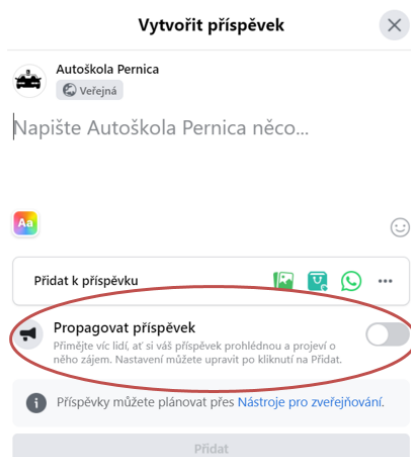 Vytvořit příspěvek
Autoškola Pernica
Veřejná
Napište Autoškola Pernica něco...
Aa
Přidat k příspěvku
Propagovat příspěvek
Přimějte víc lidí, ať si váš příspěvek prohlédnou a projeví o
něho zájem. Nastavení můžete upravit po kliknutí na Přidat.
Příspěvky můžete plánovat přes Nástroje pro zveřejňování.
Přidat